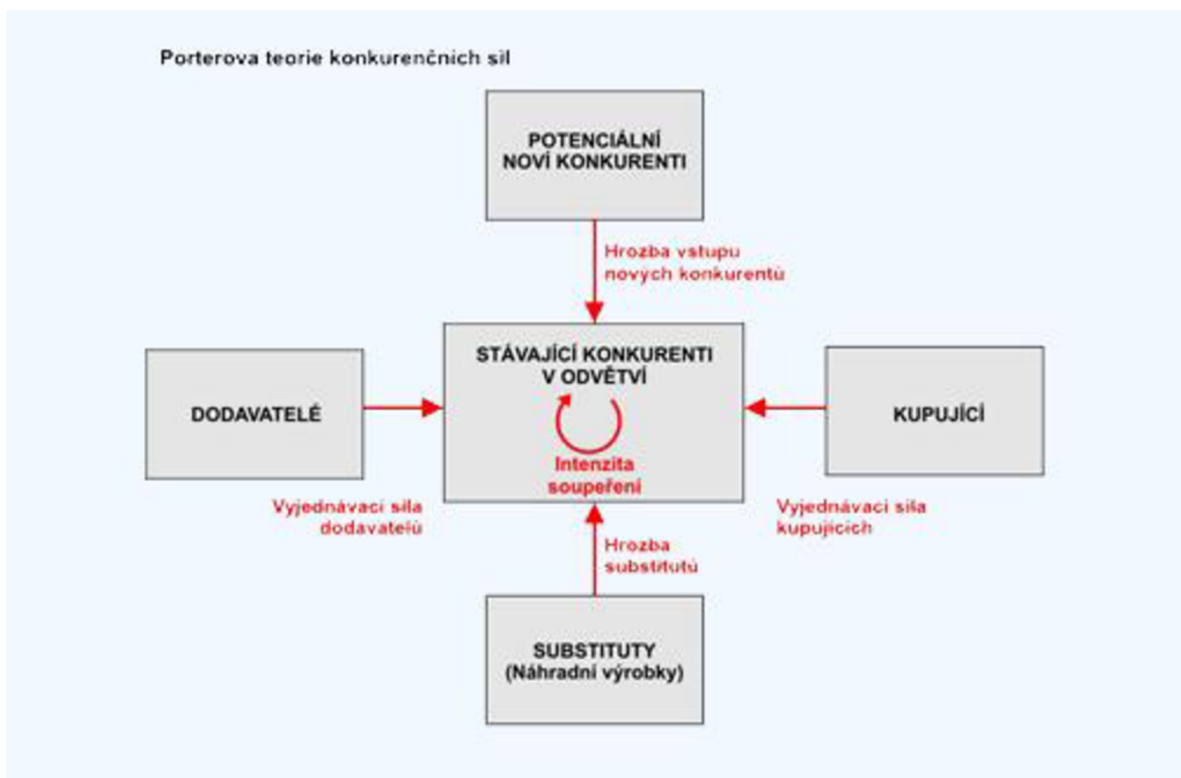 Porterova teorie konkurenčních sil
POTENCIÁLNÍ
NOVÍ KONKURENTI
Hrozba vstupu
nových konkurentů
STÁVAJÍCÍ KONKURENTI
V ODVĚTVÍ
Intenzita
soupeření
DODAVATELÉ
Vyjednávací síla
dodavatelů
KUPUJÍCÍ
Vyjednávací síla
kupujících
Hrozba
substitutů
SUBSTITUTY
(Náhradní výrobky)